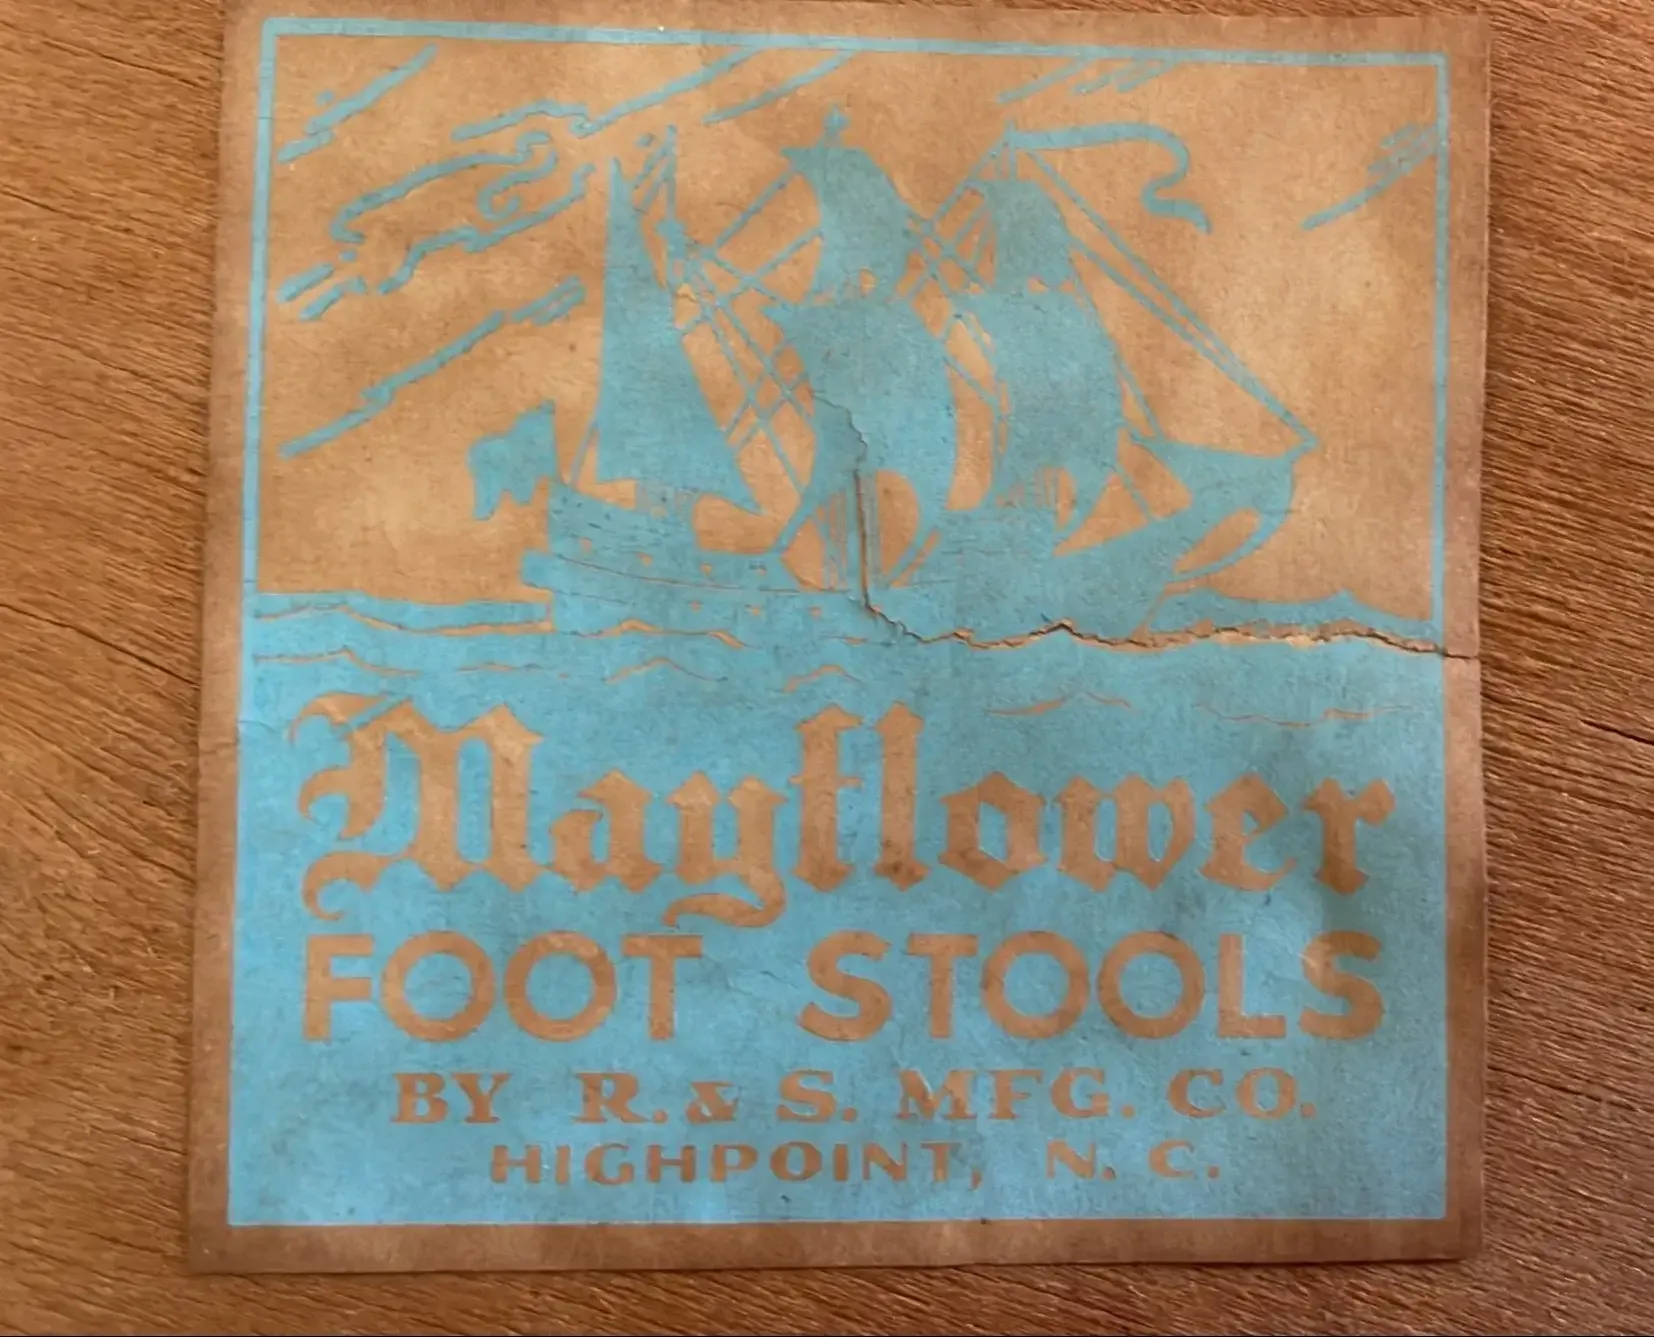 Mayflower
FOOT STOOLS
BY R. & S. MFG. CO.
HIGHPOINT, N. C.